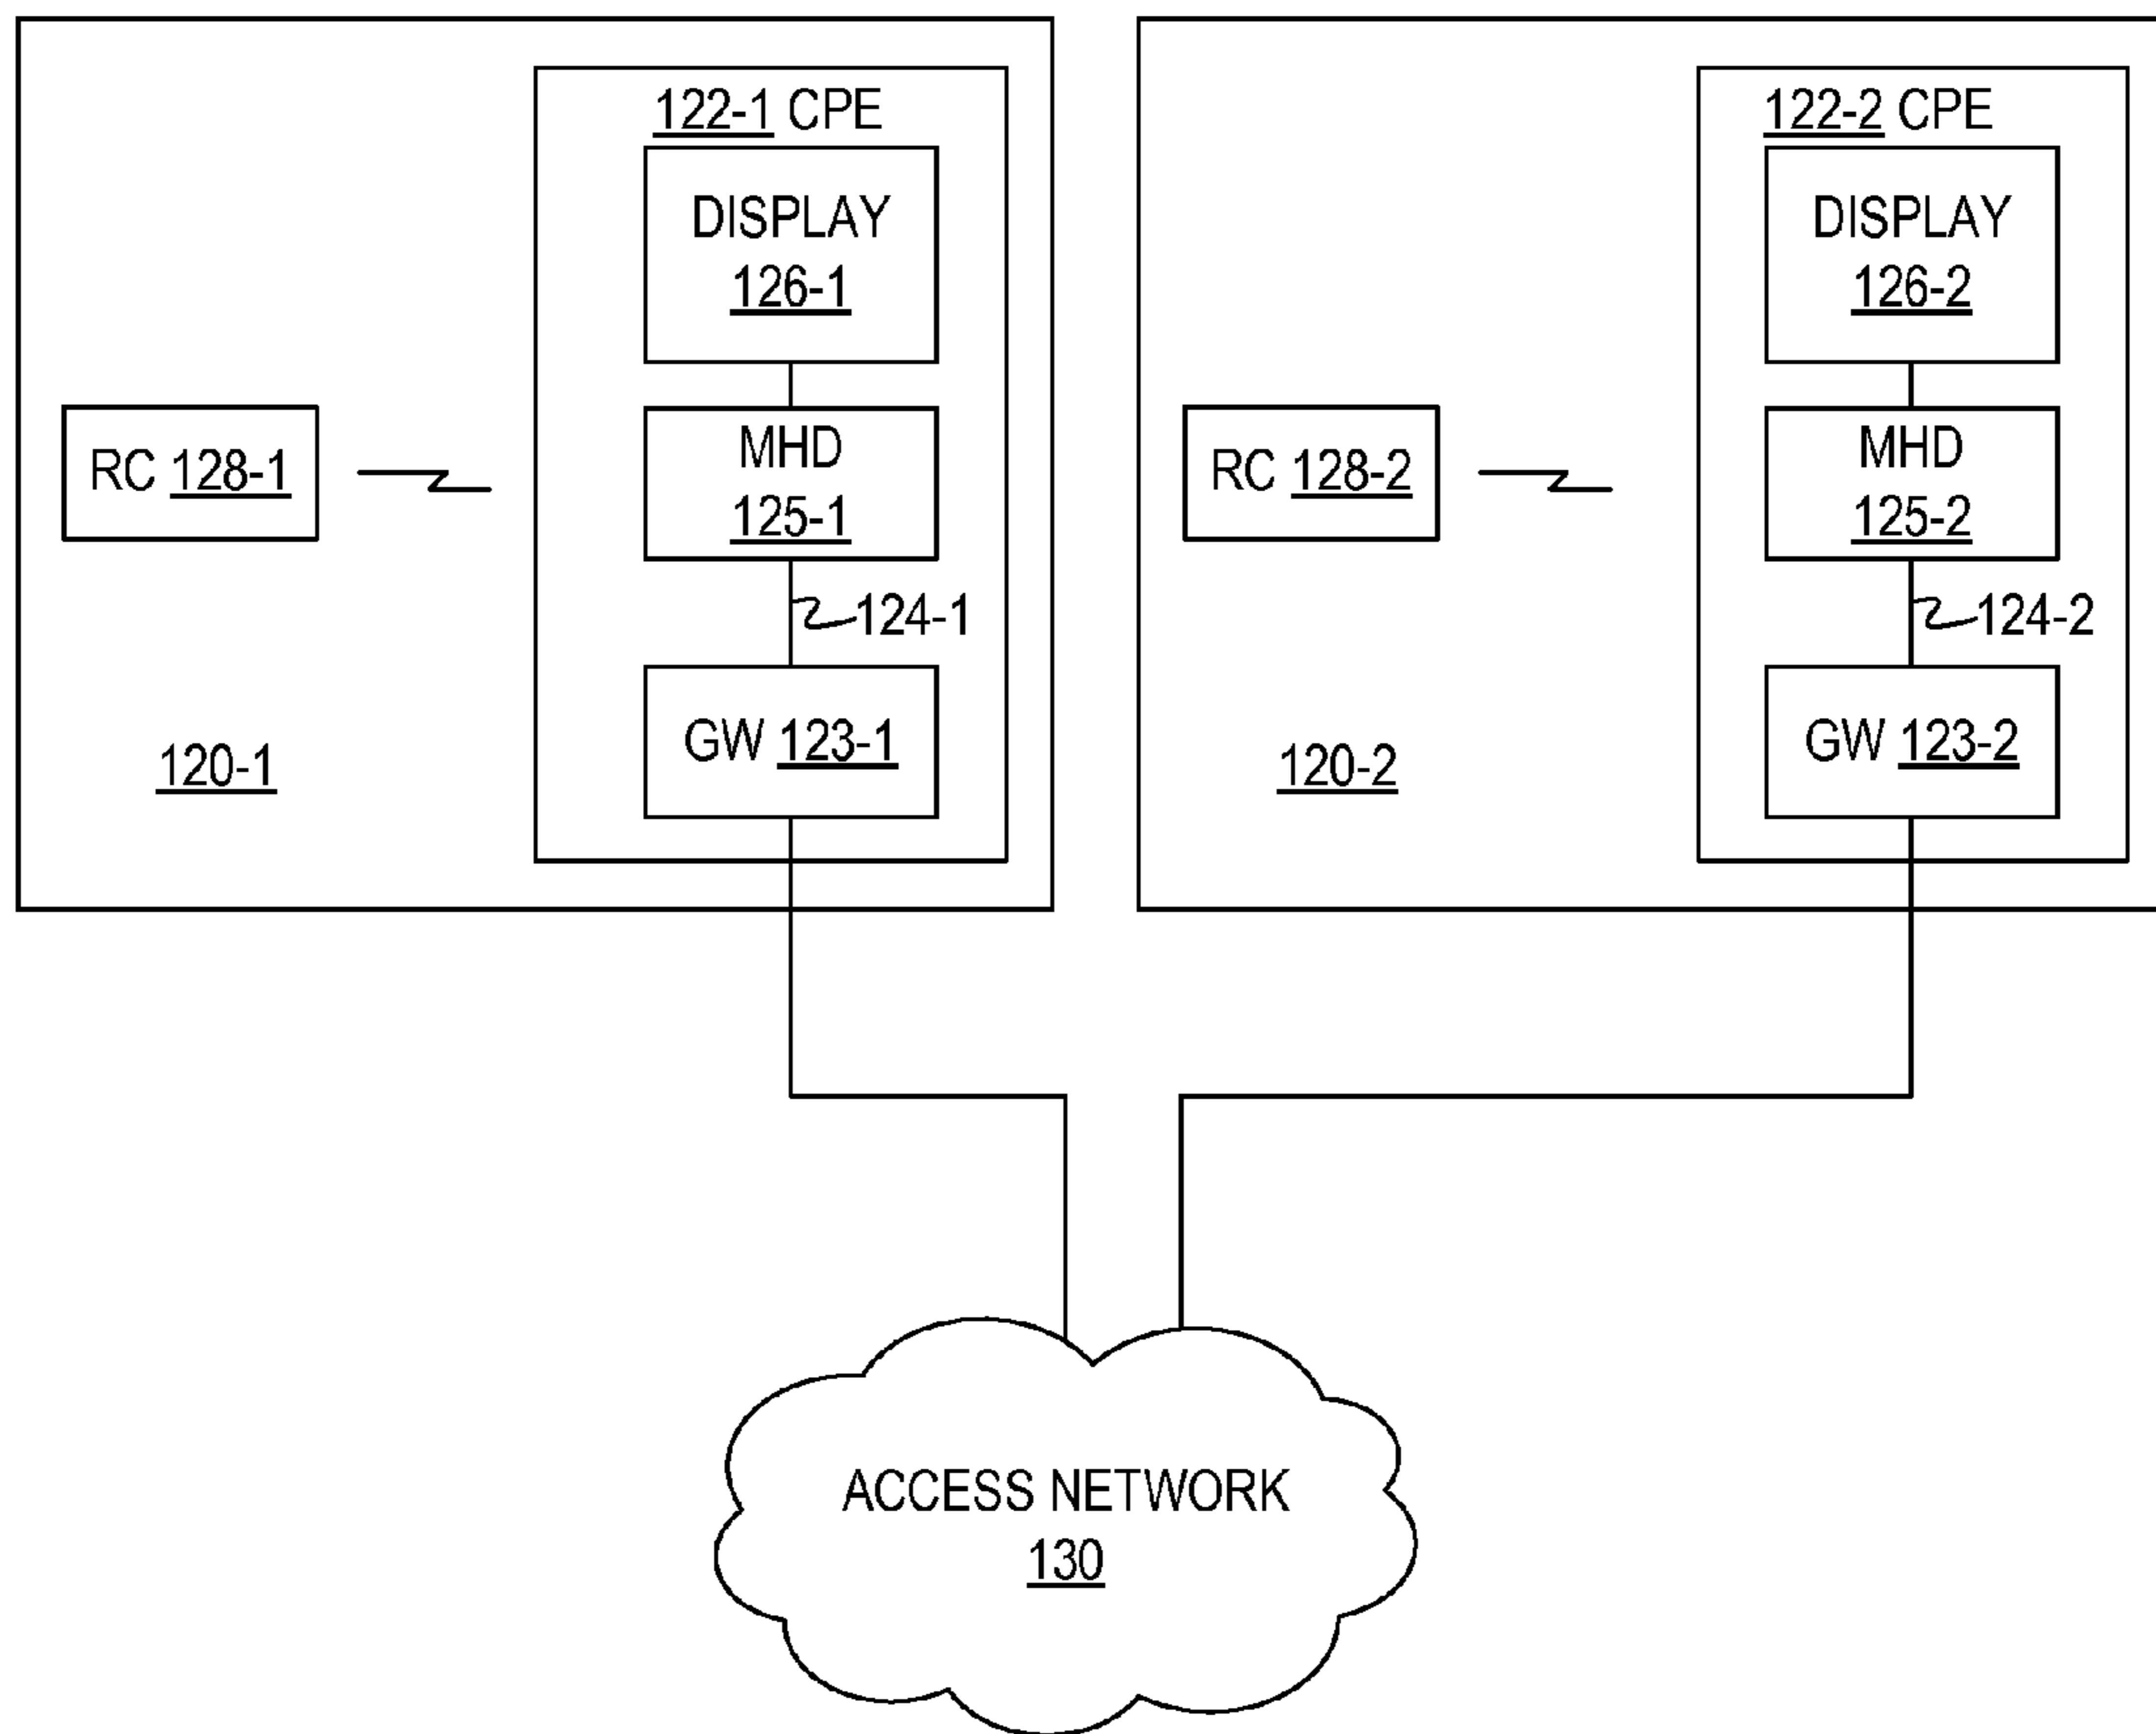 122-1 CPE
DISPLAY
126-1
RC 128-1
MHD
125-1
124-1
GW 123-1
120-1
122-2 CPE
DISPLAY
126-2
RC 128-2
MHD
125-2
124-2
GW 123-2
120-2
ACCESS NETWORK
130